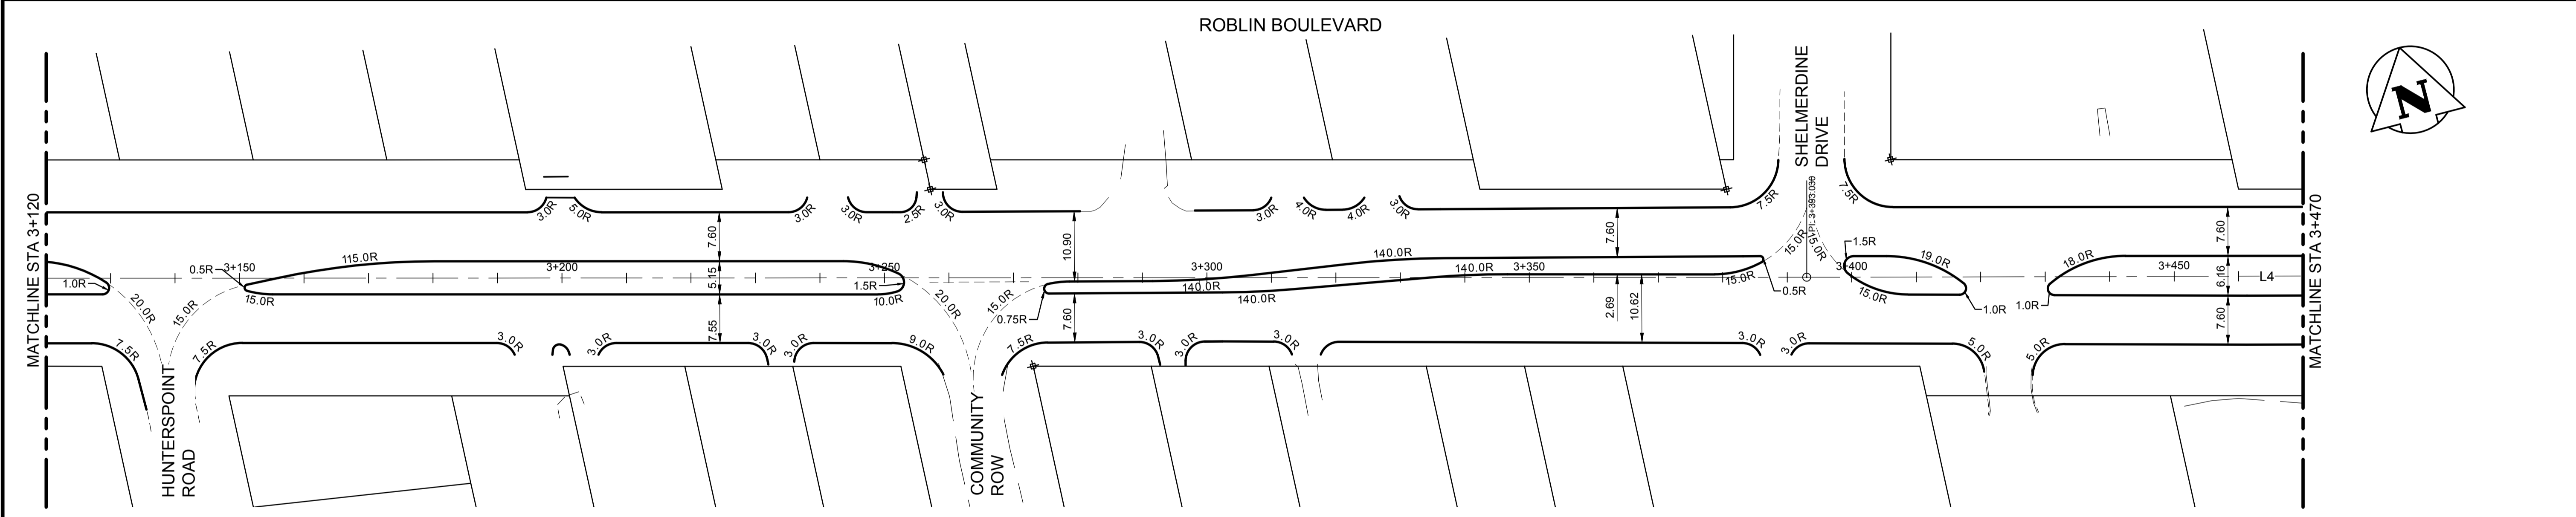 ROBLIN BOULEVARD
N
MATCHLINE STA 3+120
MATCHLINE STA 3+470
SHELMERDINE
DRIVE
3.0R
5.0R
3.0R
3.0R
2.5R
3.0R
3.0R
4.0R
4.0R
3.0R
7.5R
7.5R
P.I.:3+393.090
7.60
10.90
7.60
7.60
1.0R
0.5R
3+150
115.0R
3+200
5.15
3+250
1.5R
3+300
140.0R
140.0R
3+350
15.0R
15.0R
1.5R
3+400
19.0R
18.0R
3+450
6.16
L4
20.0R
15.0R
15.0R
10.0R
20.0R
15.0R
0.75R
140.0R
140.0R
15.0R
0.5R
15.0R
1.0R
1.0R
7.55
7.60
2.69
10.62
7.60
7.5R
7.5R
3.0R
3.0R
3.0R
3.0R
9.0R
7.5R
3.0R
3.0R
3.0R
3.0R
3.0R
5.0R
5.0R
HUNTERSPOINT
ROAD
COMMUNITY
ROW